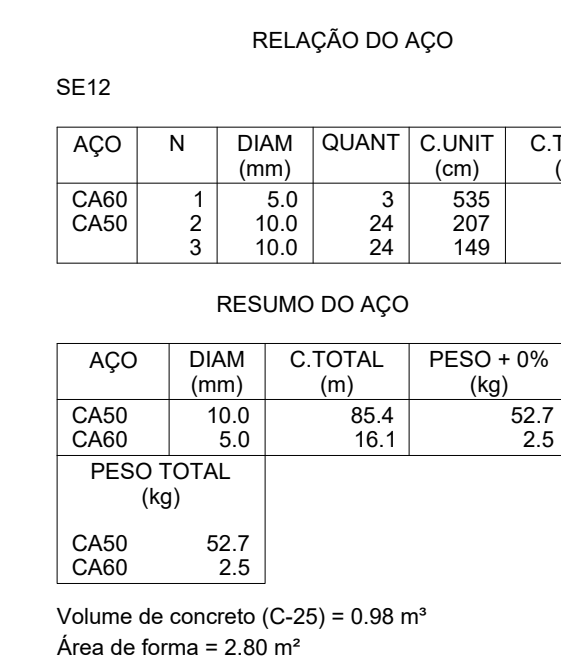 RELAÇÃO DO AÇO
SE12
AÇO N DIAM QUANT C.UNIT
(mm) (cm)
CA60 1 5.0 3 535
CA50 2 10.0 24 207
3 10.0 24 149
RESUMO DO AÇO
AÇO DIAM C.TOTAL PESO + 0%
(mm) (m) (kg)
CA50 10.0 85.4 52.7
CA60 5.0 16.1 2.5
PESO TOTAL
(kg)
CA50 52.7
CA60 2.5
Volume de concreto (C-25) = 0.98 m³
Área de forma = 2.80 m²